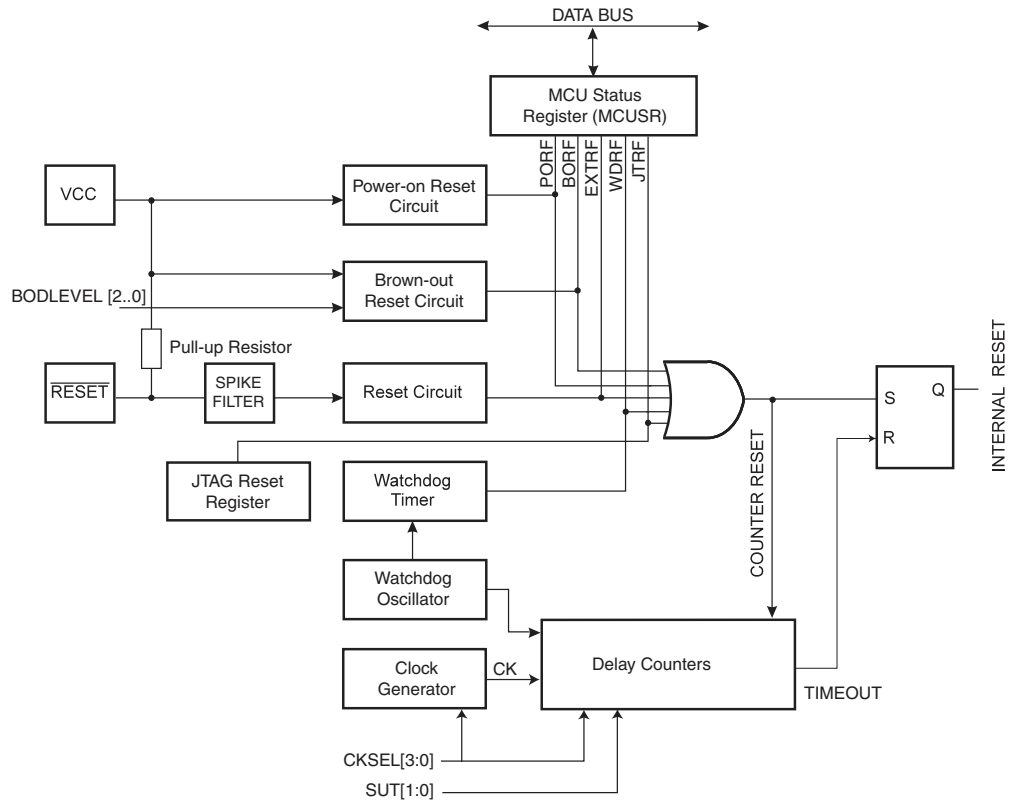 DATA BUS
MCU Status
Register (MCUSR)
PORF
BORF
EXTRF
WDRF
JTRF
VCC
Power-on Reset
Circuit
Brown-out
Reset Circuit
BODLEVEL [2..0]
Pull-up Resistor
RESET
SPIKE
FILTER
Reset Circuit
S
Q
R
INTERNAL RESET
JTAG Reset
Register
Watchdog
Timer
COUNTER RESET
Watchdog
Oscillator
Clock
Generator
CK
Delay Counters
TIMEOUT
CKSEL[3:0]
SUT[1:0]